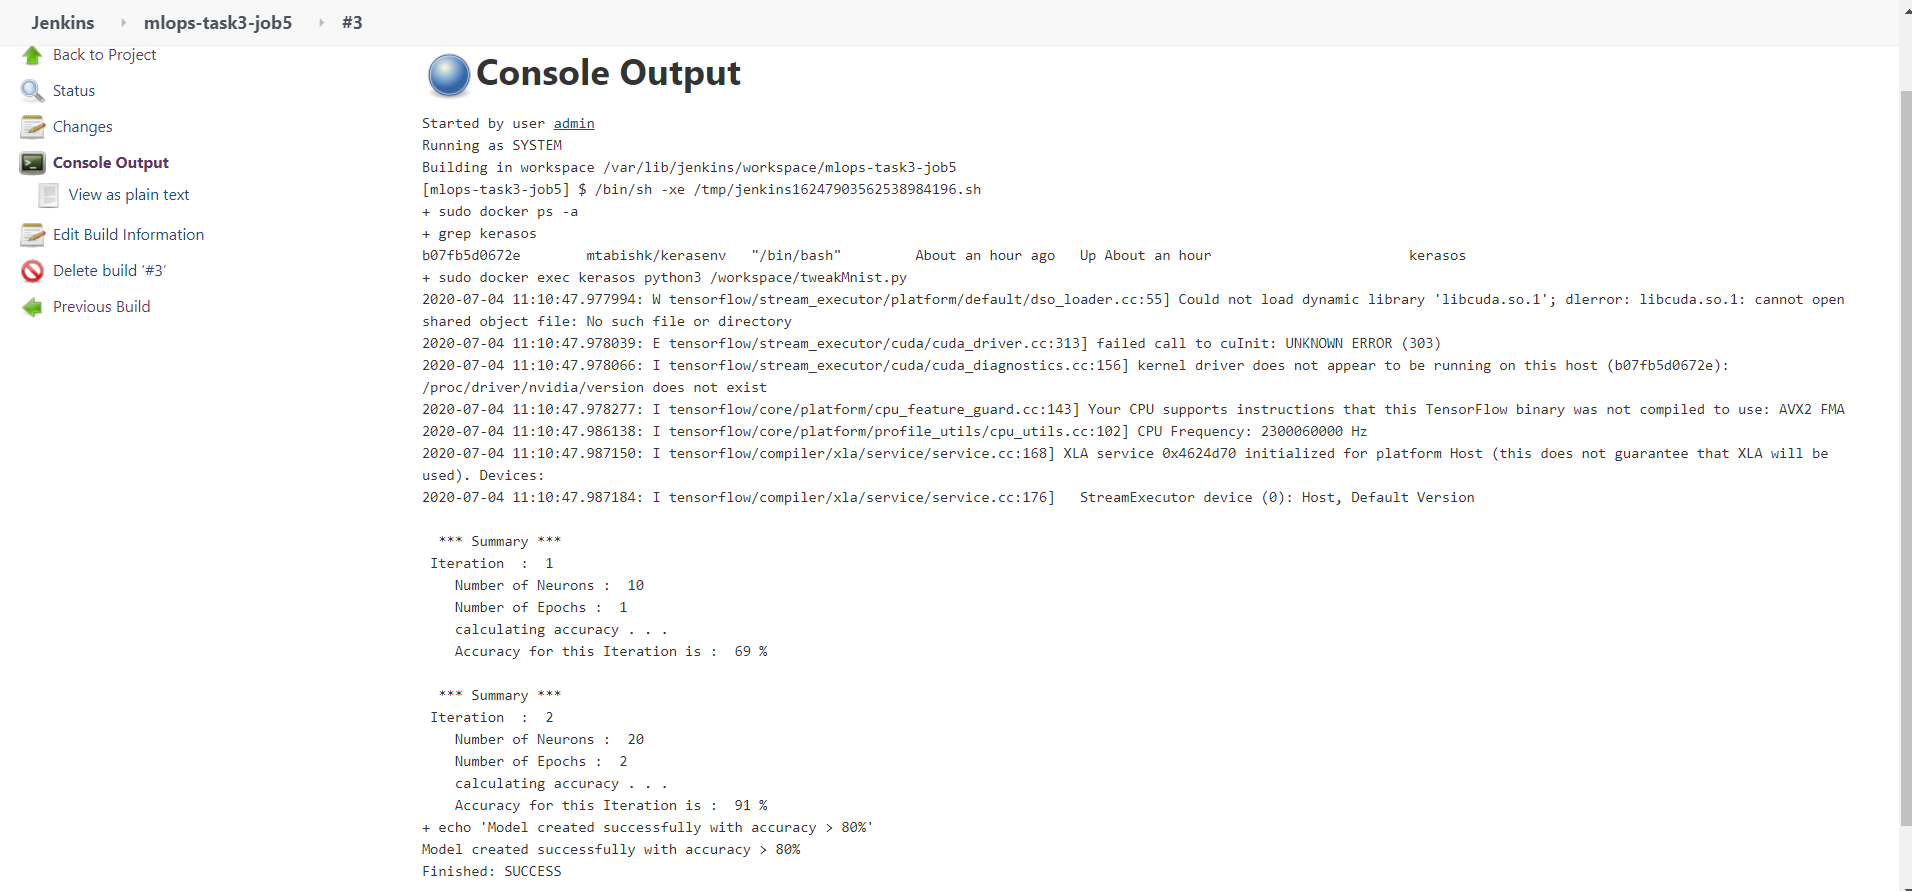 Jenkins
mlops-task3-job5
#3
Back to Project
Status
Changes
Console Output
View as plain text
Edit Build Information
Delete build ‘#3’
Previous Build
Console Output
Started by user admin
Running as SYSTEM
Building in workspace /var/lib/jenkins/workspace/mlops-task3-job5
[mlops-task3-job5] $ /bin/sh -xe /tmp/jenkins16247903562538984196.sh
+ sudo docker ps -a
+ grep kerasos
b07fb5d0672e        mtabishk/kerasenv   "/bin/bash"         About an hour ago   Up About an hour                        kerasos
+ sudo docker exec kerasos python3 /workspace/tweakMnist.py
2020-07-04 11:10:47.977994: W tensorflow/stream_executor/platform/default/dso_loader.cc:55] Could not load dynamic library 'libcuda.so.1'; dlerror: libcuda.so.1: cannot open
shared object file: No such file or directory
2020-07-04 11:10:47.978039: E tensorflow/stream_executor/cuda/cuda_driver.cc:313] failed call to cuInit: UNKNOWN ERROR (303)
2020-07-04 11:10:47.978066: I tensorflow/stream_executor/cuda/cuda_diagnostics.cc:156] kernel driver does not appear to be running on this host (b07fb5d0672e):
/proc/driver/nvidia/version does not exist
2020-07-04 11:10:47.978277: I tensorflow/core/platform/cpu_feature_guard.cc:143] Your CPU supports instructions that this TensorFlow binary was not compiled to use: AVX2 FMA
2020-07-04 11:10:47.986138: I tensorflow/core/platform/profile_utils/cpu_utils.cc:102] CPU Frequency: 2300060000 Hz
2020-07-04 11:10:47.987150: I tensorflow/compiler/xla/service/service.cc:168] XLA service 0x4624d70 initialized for platform Host (this does not guarantee that XLA will be
used). Devices:
2020-07-04 11:10:47.987184: I tensorflow/compiler/xla/service/service.cc:176]   StreamExecutor device (0): Host, Default Version
*** Summary ***
Iteration  :  1
Number of Neurons :  10
Number of Epochs :  1
calculating accuracy . . .
Accuracy for this Iteration is :  69 %
*** Summary ***
Iteration  :  2
Number of Neurons :  20
Number of Epochs :  2
calculating accuracy . . .
Accuracy for this Iteration is :  91 %
+ echo 'Model created successfully with accuracy > 80%'
Model created successfully with accuracy > 80%
Finished: SUCCESS